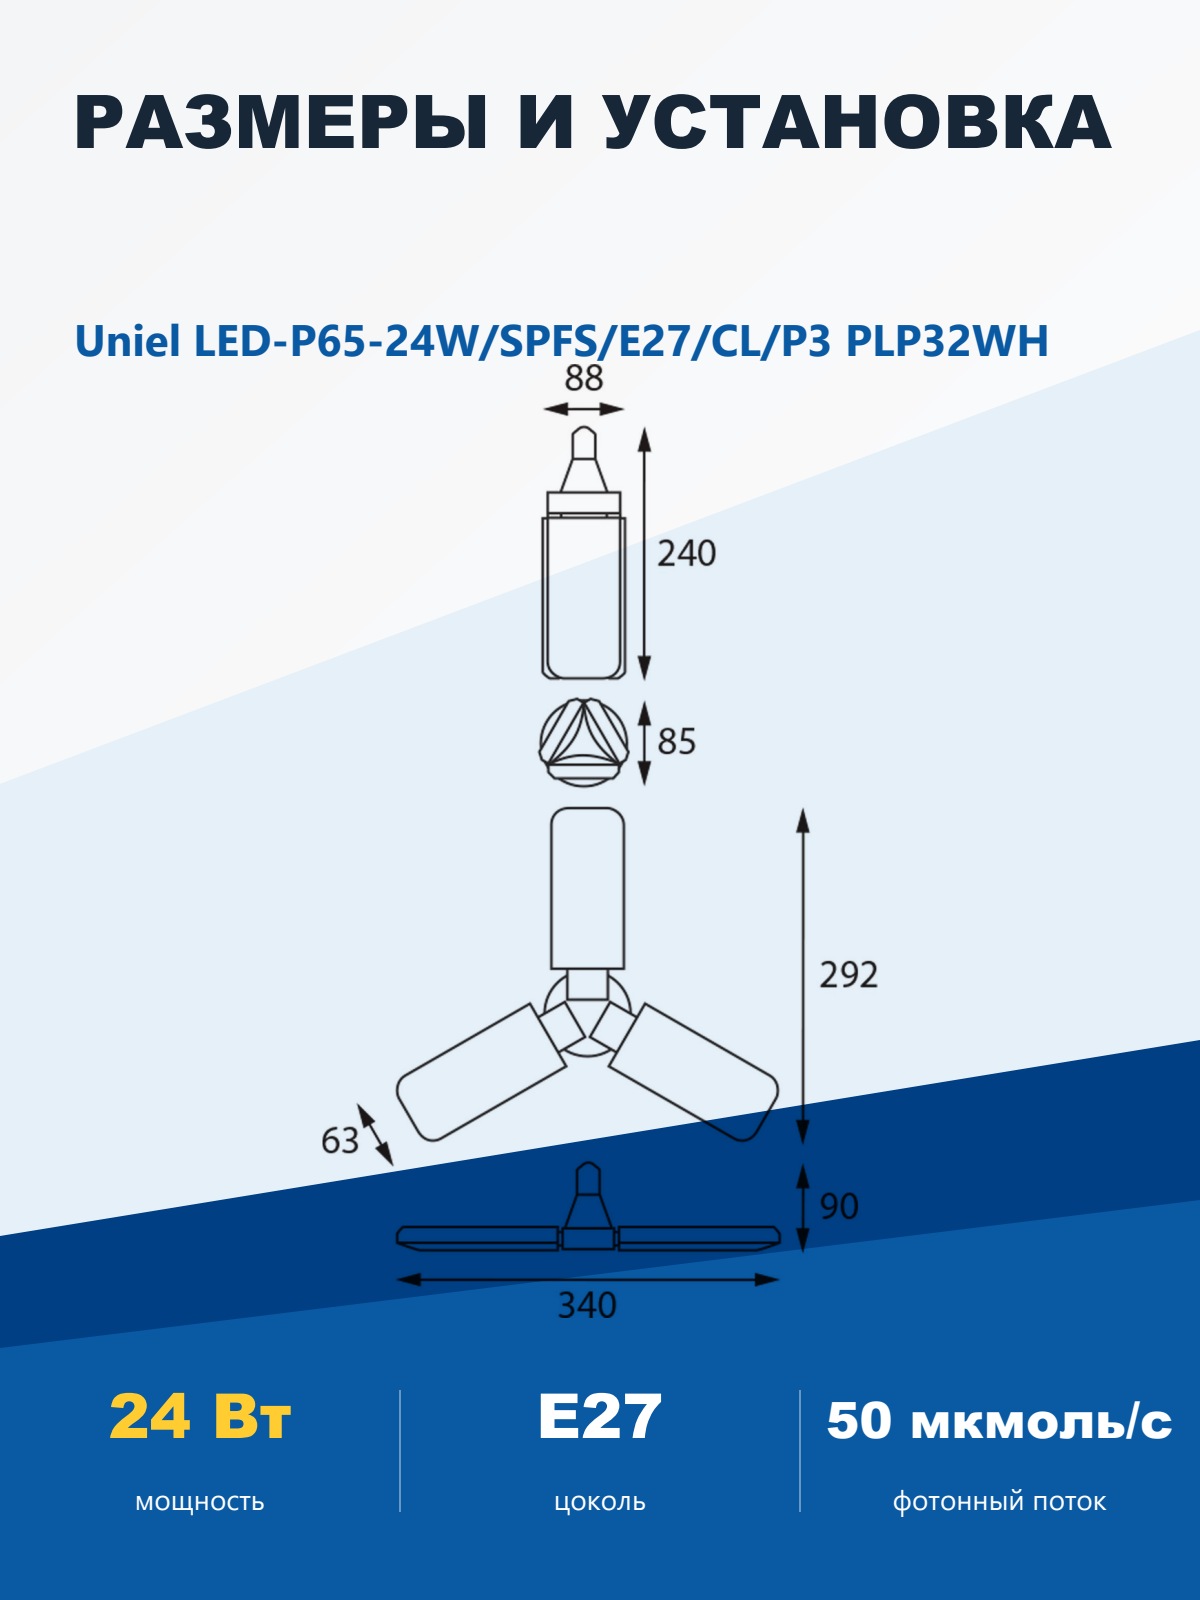 РАЗМЕРЫ И УСТАНОВКА
Uniel LED-P65-24W/SPFS/E27/CL/P3 PLP32WH
88
240
85
292
63
90
340
24 Вт
мощность
E27
цоколь
50 мкмоль/с
фотонный поток